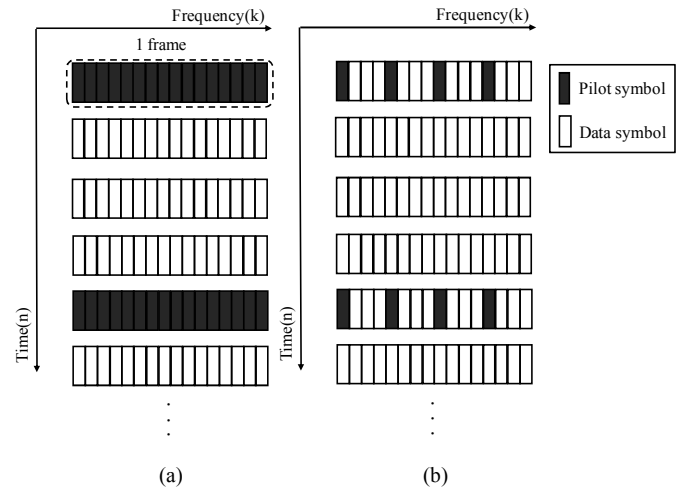 Frequency(k)
1 frame
Time(n)
(a)
Frequency(k)
Time(n)
(b)
Pilot symbol
Data symbol